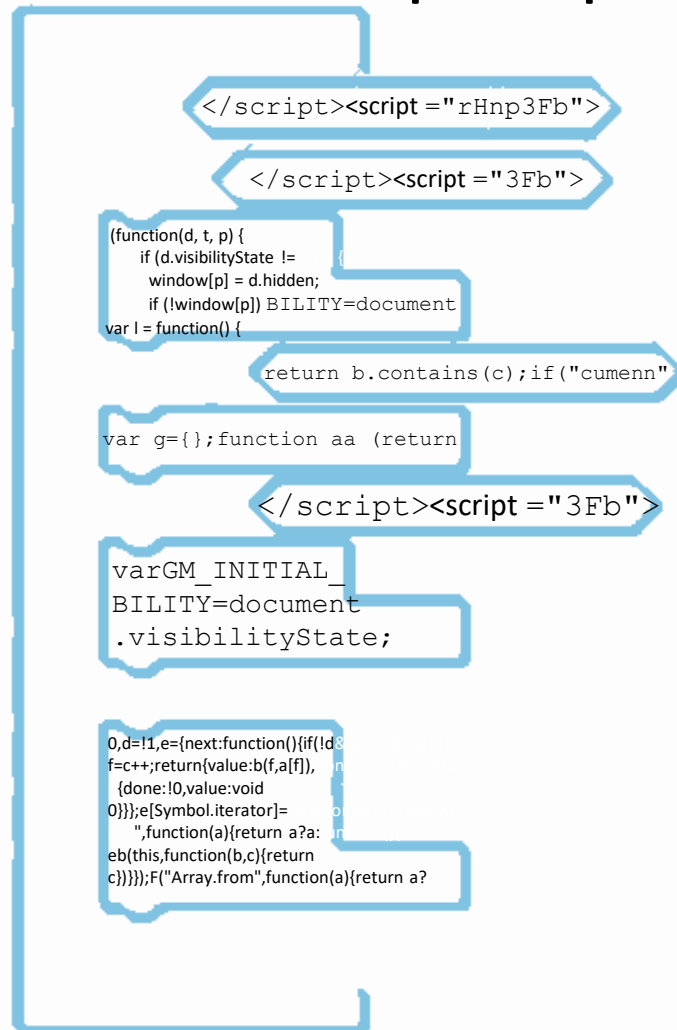 </script><script ="rHnp3Fb">
</script><script ="3Fb">
(function(d, t, p) {
if (d.visibilityState != {
window[p] = d.hidden;
if (!window[p]) BILITY=document
var l = function() {
return b.contains(c);if("cumenn"
var g={};function aa (return
</script><script ="3Fb">
varGM_INITIAL_
BILITY=document
.visibilityState;
0,d=!1,e={next:function(){if(!d&
f=c++;return{value:b(f,a[f]),
{done:!0,value:void
0}}};e[Symbol.iterator]=
",function(a){return a?a:
eb(this,function(b,c){return
c})}});F("Array.from",function(a){return a?